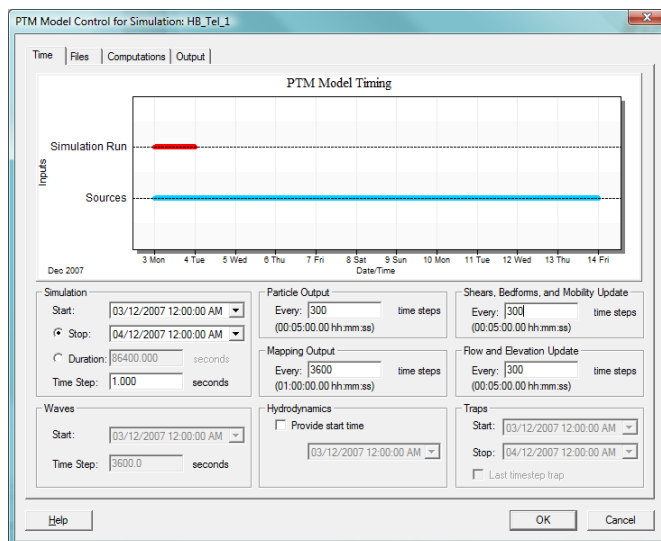 PTM Model Control for Simulation: HB_Tel_1
Time Files Computations Output
PTM Model Timing
Inputs
Simulation Run
Sources
3 Mon 4 Tue 5 Wed 6 Thu 7 Fri 8 Sat 9 Sun 10 Mon 11 Tue 12 Wed 13 Thu 14 Fri
Dec 2007
Date/Time
Simulation
Start: 03/12/2007 12:00:00 AM
Stop: 04/12/2007 12:00:00 AM
Duration: 86400.000 seconds
Time Step: 1.000 seconds
Particle Output
Every: 300 time steps
(00:05:00.00 hh:mm:ss)
Shears, Bedforms, and Mobility Update
Every: 300 time steps
(00:05:00.00 hh:mm:ss)
Mapping Output
Every: 3600 time steps
(01:00:00.00 hh:mm:ss)
Flow and Elevation Update
Every: 300 time steps
(00:05:00.00 hh:mm:ss)
Waves
Start: 03/12/2007 12:00:00 AM
Time Step: 3600.0 seconds
Hydrodynamics
Provide start time
03/12/2007 12:00:00 AM
Traps
Start: 03/12/2007 12:00:00 AM
Stop: 04/12/2007 12:00:00 AM
Last timestep trap
Help
OK
Cancel